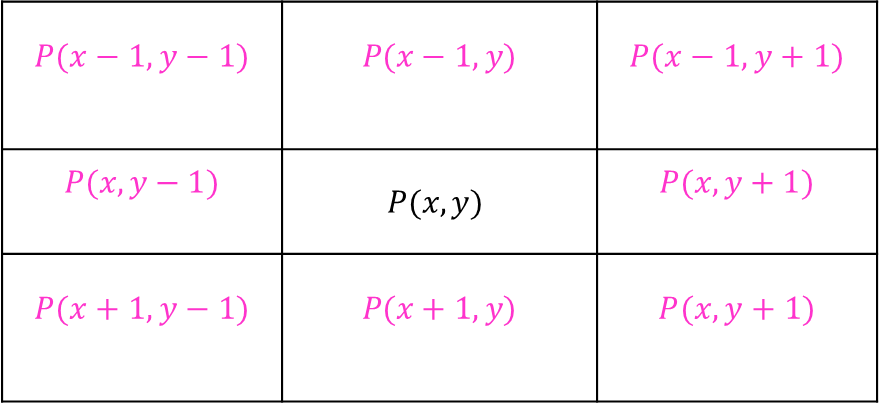 P(x − 1, y − 1) P(x − 1, y) P(x − 1, y + 1)
P(x, y − 1) P(x, y) P(x, y + 1)
P(x + 1, y − 1) P(x + 1, y) P(x, y + 1)